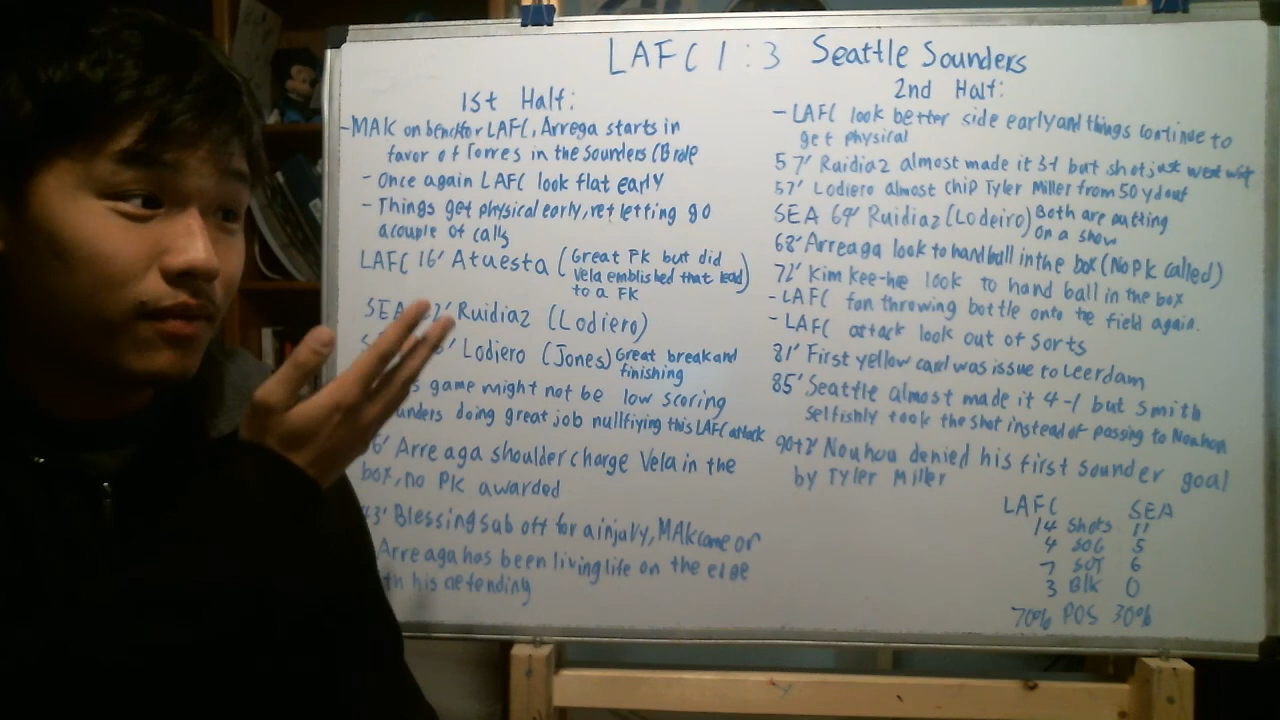 LAFC 1 : 3 Seattle Sounders
1st Half:
-MAK on bench for LAFC, Arrega starts in
favor of Torres in the Sounders CB role
- Once again LAFC look flat early
- Things get physical early, ref letting go
a couple of calls
LAFC 16' Atuesta (Great Pk but did
Vela emblished that lead)
to a FK
SEA 2' Ruidiaz (Lodiero)
Lodiero (Jones) Great break and
finishing
game might not be low scoring
unders doing great job nullfiying this LAFC attack
6' Arreaga shoulder charge Vela in the
box, no PK awarded
43' Blessing sub off for a injury, MAK came on
Arreaga has been living life on the edge
his defending
2nd Half:
- LAFC look better side early and things continue to
get physical
57' Raidiaz almost made it 3-1 but shot just went
57' Lodiero almost chip Tyler Miller from 50 yd out
SEA 64' Ruidiaz (Lodeiro) Both are putting
on a show
68' Arreaga look to handball in the box (No PK called)
72' Kim Kee-he look to hand ball in the box
- LAFC fan throwing bottle onto the field again.
- LAFC attack look out of sorts
81' First yellow card was issue to Leerdam
85' Seattle almost made it 4-1 but Smith
selfishly took the shot instead of passing to Nouhou
90+2' Nouhou denied his first sounder goal
by Tyler Miller
LAFC SEA
14 Shots 11
4 SOG 5
7 SOT 6
3 Blk 0
70% POS 30%